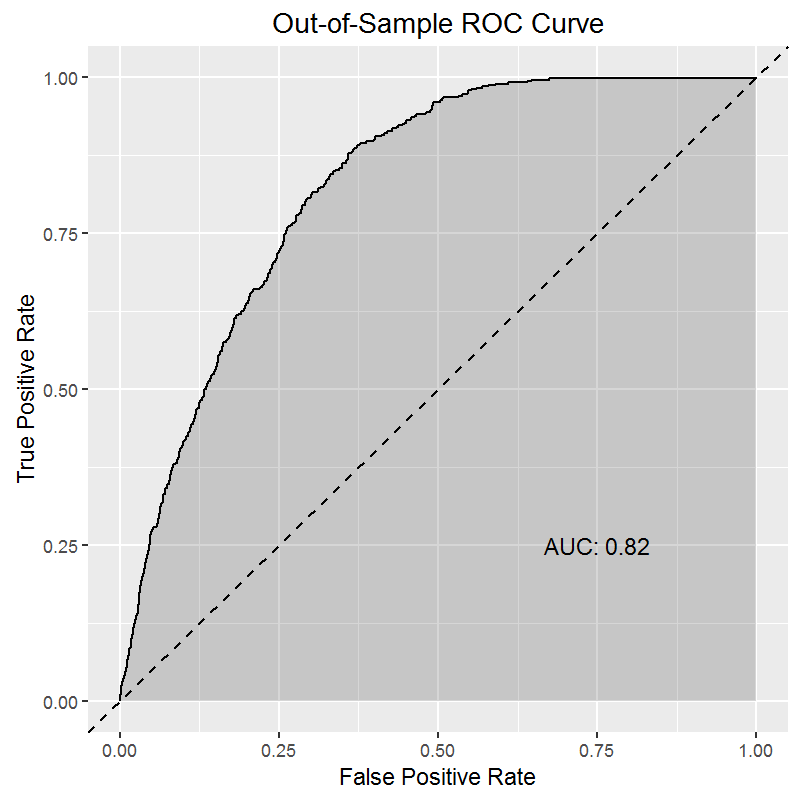 Out-of-Sample ROC Curve
1.00
0.75
0.50
0.25
0.00
True Positive Rate
AUC: 0.82
0.00 0.25 0.50 0.75 1.00
False Positive Rate